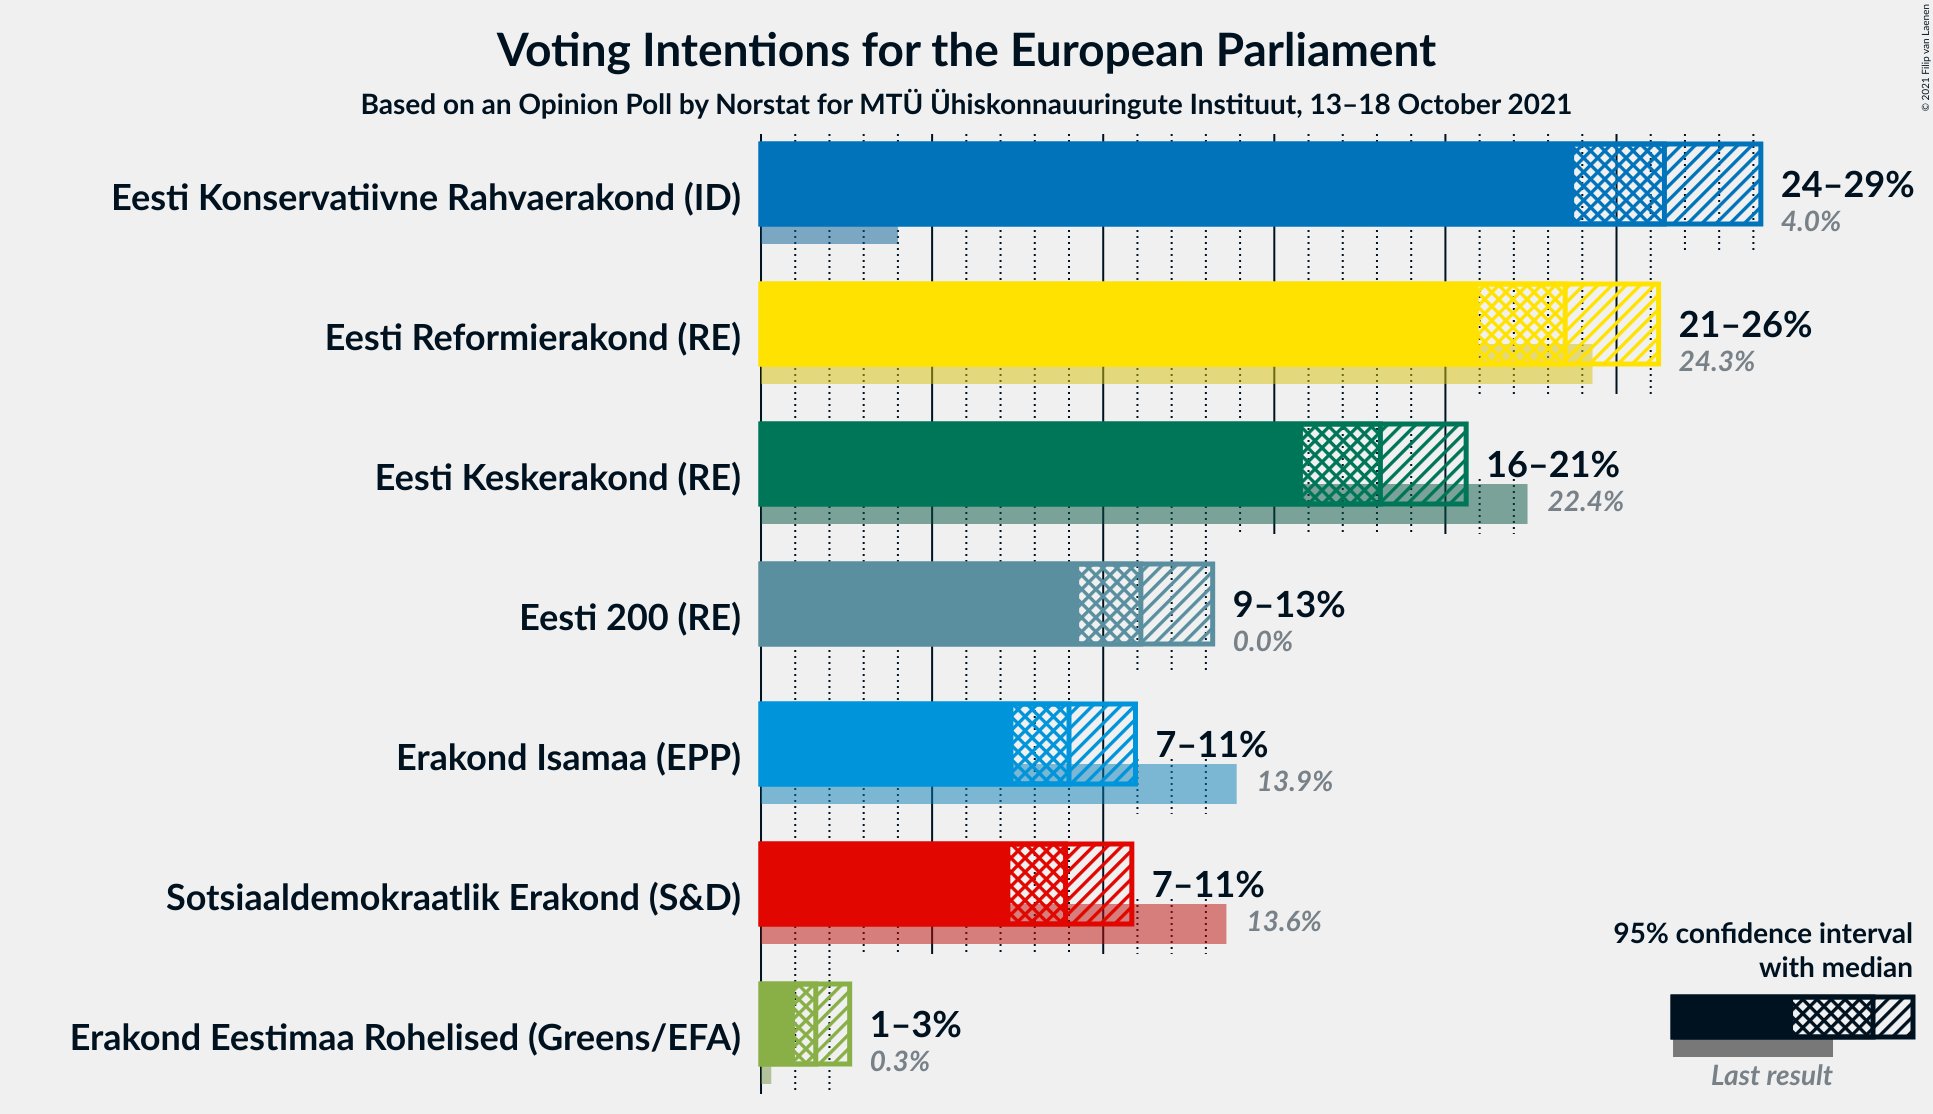 Voting Intentions for the European Parliament
Based on an Opinion Poll by Norstat for MTÜ Ühiskonnauuringute Instituut, 13–18 October 2021
© 2021 Filip van Laenen
Eesti Konservatiivne Rahvaerakond (ID)
24–29%
4.0%
Eesti Reformierakond (RE)
21–26%
24.3%
Eesti Keskerakond (RE)
16–21%
22.4%
Eesti 200 (RE)
9–13%
0.0%
Erakond Isamaa (EPP)
7–11%
13.9%
Sotsiaaldemokraatlik Erakond (S&D)
7–11%
13.6%
Erakond Eestimaa Rohelised (Greens/EFA)
1–3%
0.3%
95% confidence interval
with median
Last result